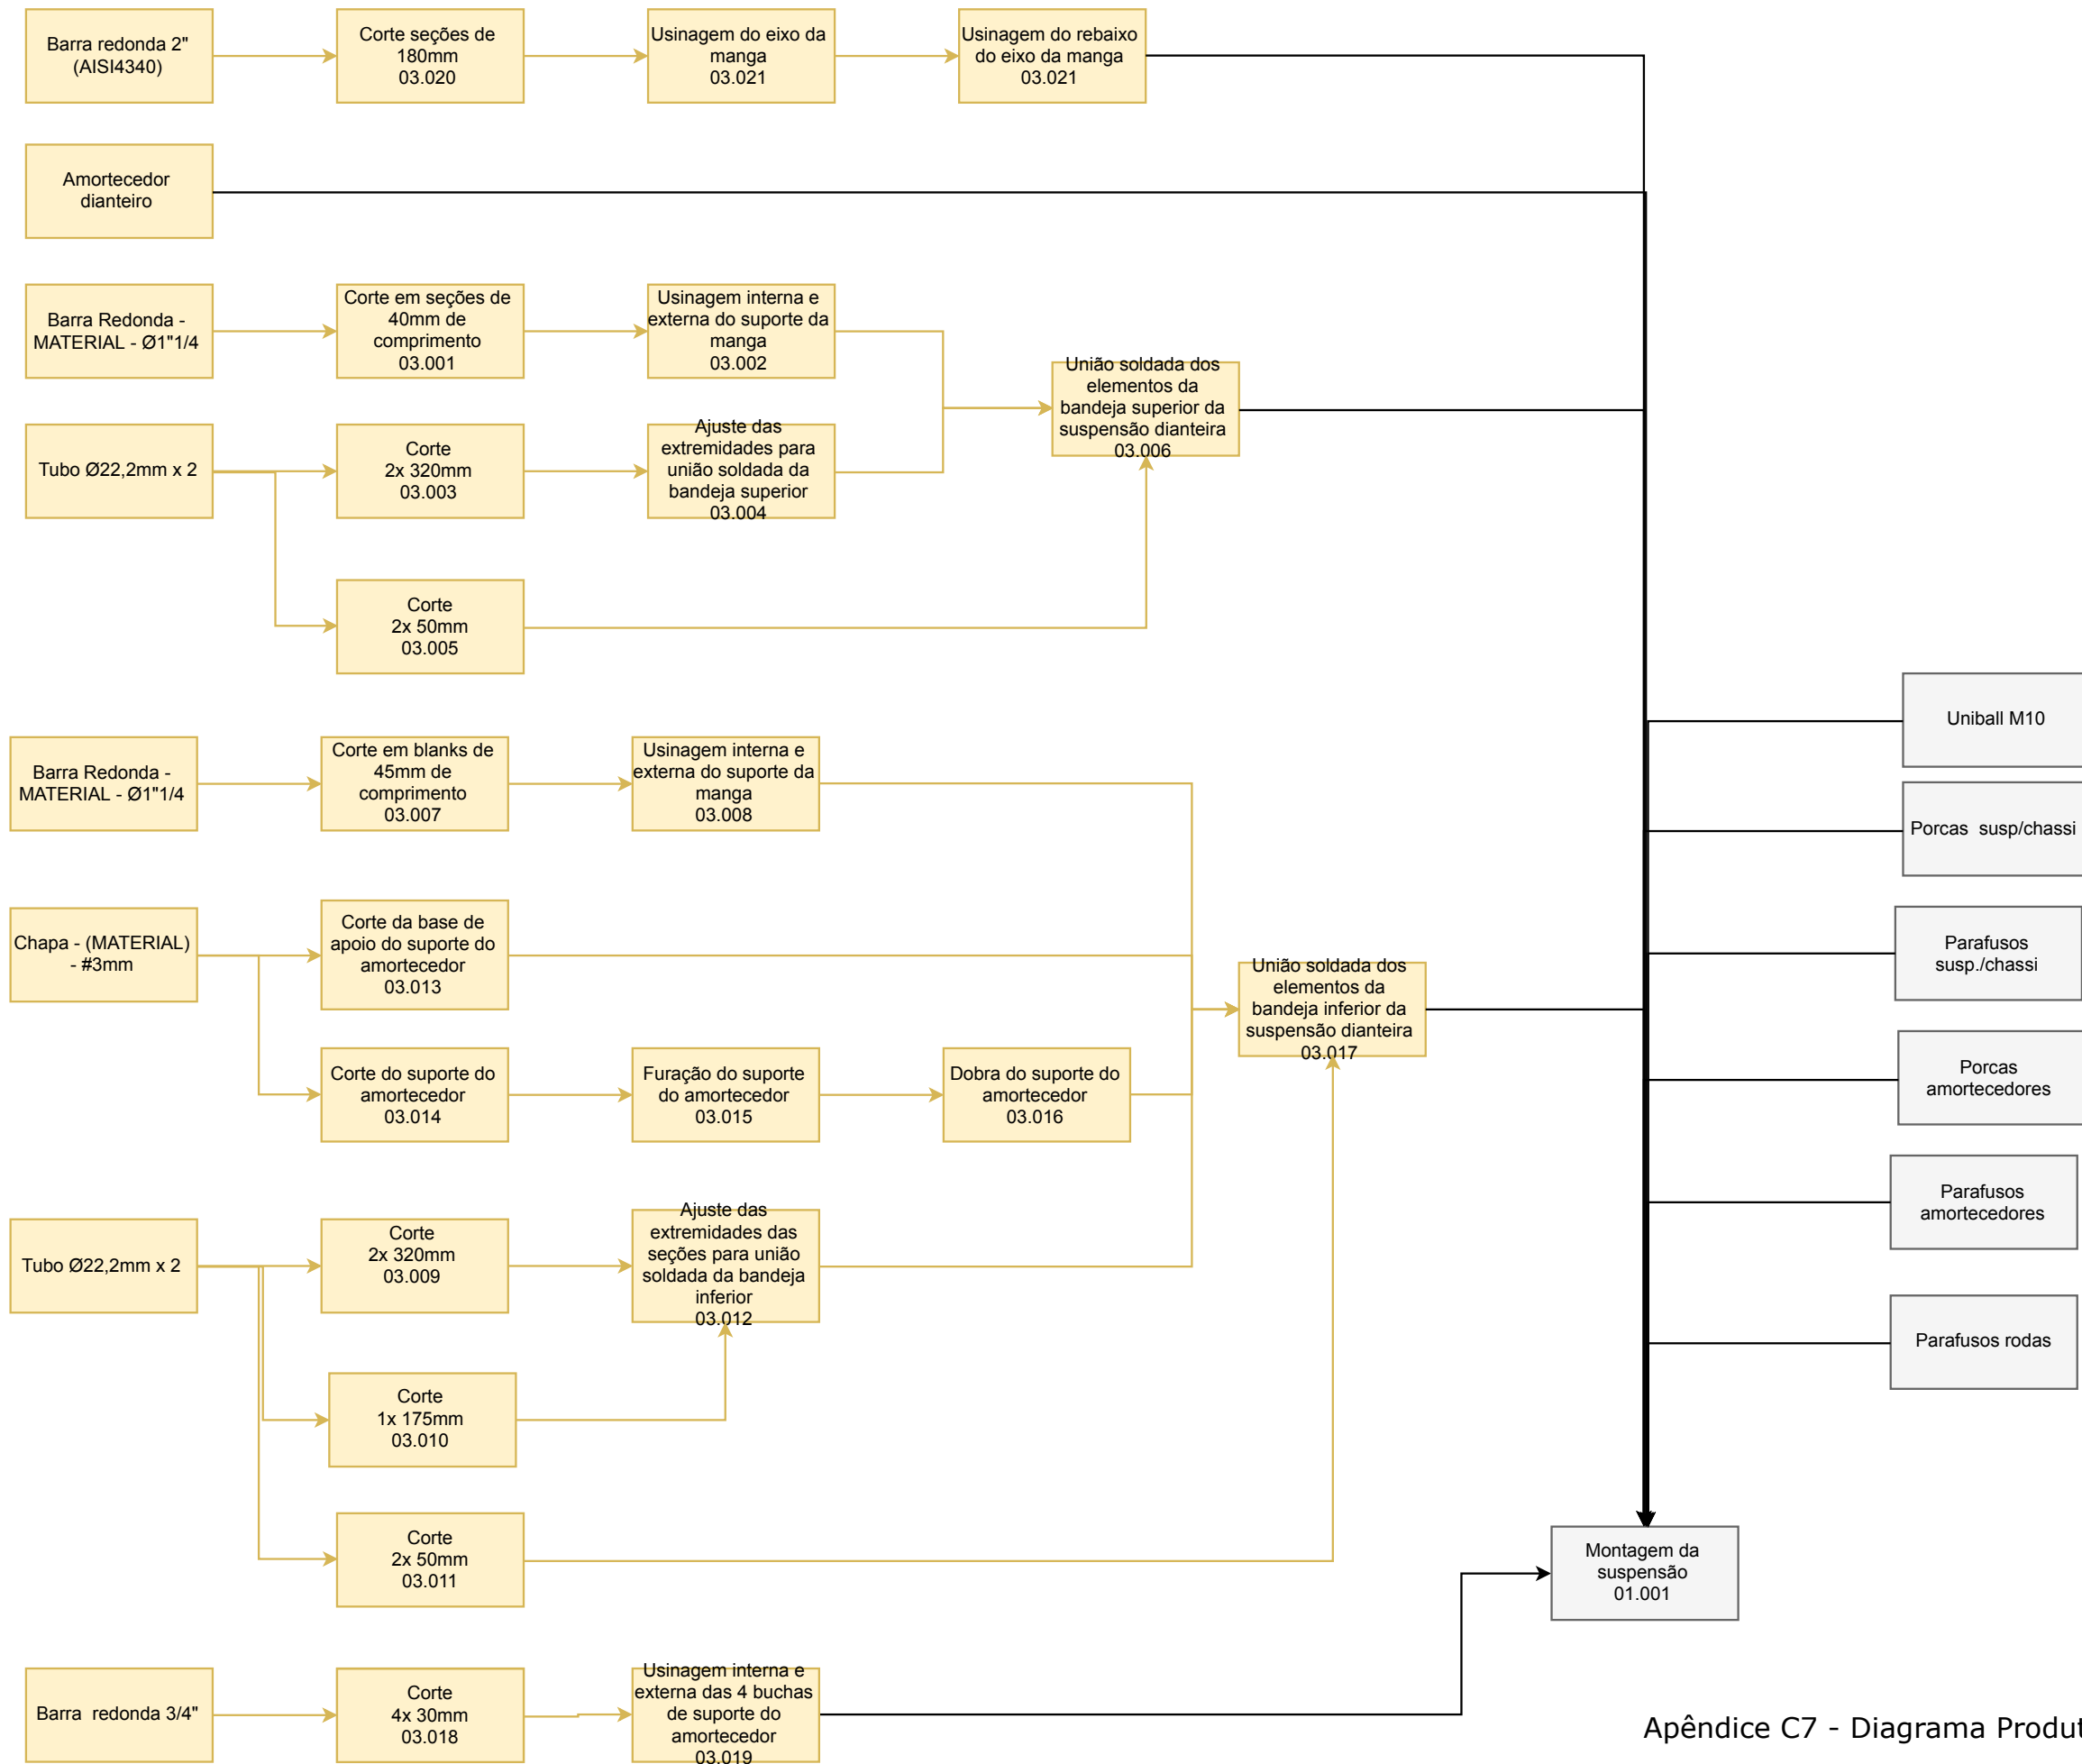 Barra redonda 2"
(AISI4340)
Corte seções de
180mm
03.020
Usinagem do eixo da
manga
03.021
Usinagem do rebaixo
do eixo da manga
03.021
Amortecedor
dianteiro
Barra Redonda -
MATERIAL - Ø1"1/4
Corte em seções de
40mm de
comprimento
03.001
Usinagem interna e
externa do suporte da
manga
03.002
União soldada dos
elementos da
bandeja superior da
suspensão dianteira
03.006
Tubo Ø22,2mm x 2
Corte
2x 320mm
03.003
Ajuste das
extremidades para
união soldada da
bandeja superior
03.004
Corte
2x 50mm
03.005
Uniball M10
Barra Redonda -
MATERIAL - Ø1"1/4
Corte em blanks de
45mm de
comprimento
03.007
Usinagem interna e
externa do suporte da
manga
03.008
Porcas  susp/chassi
Chapa - (MATERIAL)
- #3mm
Corte da base de
apoio do suporte do
amortecedor
03.013
União soldada dos
elementos da
bandeja inferior da
suspensão dianteira
03.017
Parafusos
susp./chassi
Corte do suporte do
amortecedor
03.014
Furação do suporte
do amortecedor
03.015
Dobra do suporte do
amortecedor
03.016
Porcas
amortecedores
Parafusos
amortecedores
Tubo Ø22,2mm x 2
Corte
2x 320mm
03.009
Ajuste das
extremidades das
seções para união
soldada da bandeja
inferior
03.012
Parafusos rodas
Corte
1x 175mm
03.010
Corte
2x 50mm
03.011
Montagem da
suspensão
01.001
Barra  redonda 3/4"
Corte
4x 30mm
03.018
Usinagem interna e
externa das 4 buchas
de suporte do
amortecedor
03.019
Apêndice C7 - Diagrama Produt